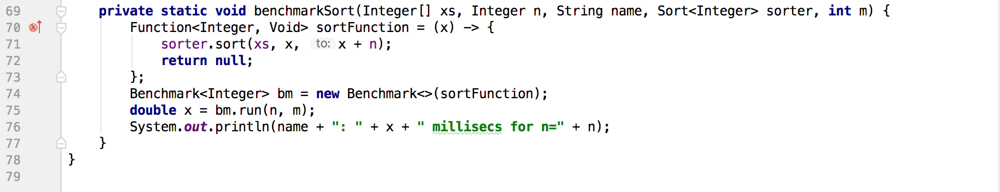 69 private static void benchmarkSort(Integer[] xs, Integer n, String name, Sort<Integer> sorter, int m) {
70 λ Function<Integer, Void> sortFunction = (x) -> {
71 sorter.sort(xs, x, to: x + n);
72 return null;
73 };
74 Benchmark<Integer> bm = new Benchmark<>(sortFunction);
75 double x = bm.run(n, m);
76 System.out.println(name + ": " + x + " millisecs for n=" + n);
77 }
78 }
79